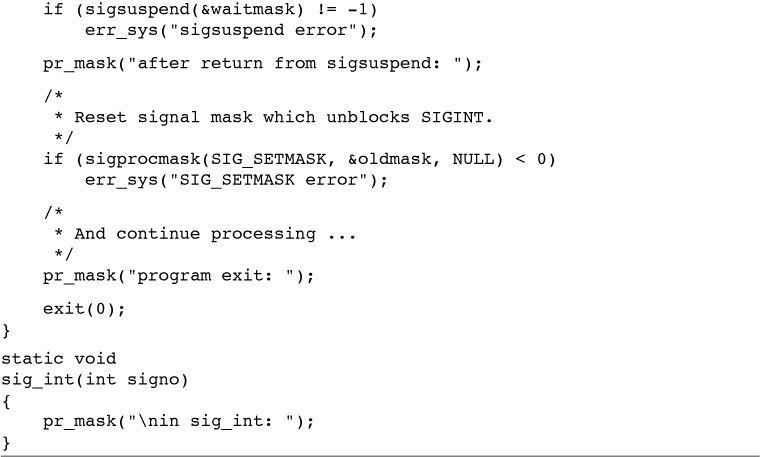 if (sigsuspend(&waitmask) != -1)
        err_sys("sigsuspend error");
    pr_mask("after return from sigsuspend: ");
    /*
     * Reset signal mask which unblocks SIGINT.
     */
    if (sigprocmask(SIG_SETMASK, &oldmask, NULL) < 0)
        err_sys("SIG_SETMASK error");
    /*
     * And continue processing ...
     */
    pr_mask("program exit: ");
    exit(0);
}
static void
sig_int(int signo)
{
    pr_mask("\nin sig_int: ");
}